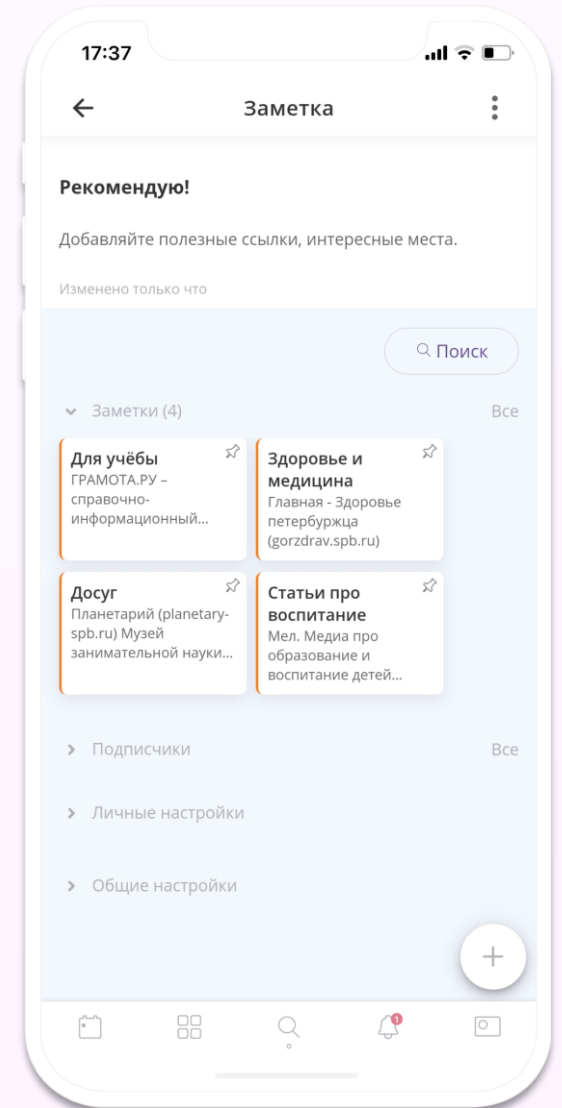 17:37
Заметка
Рекомендую!
Добавляйте полезные ссылки, интересные места.
Изменено только что
Поиск
Заметки (4)
Все
Для учёбы
ГРАМОТА.РУ –
справочно-
информационный...
Здоровье и
медицина
Главная - Здоровье
петербуржца
(gorzdrav.spb.ru)
Досуг
Планетарий (planetary-
spb.ru) Музей
занимательной науки...
Статьи про
воспитание
Мел. Медиа про
образование и
воспитание детей...
Подписчики
Все
Личные настройки
Общие настройки
1